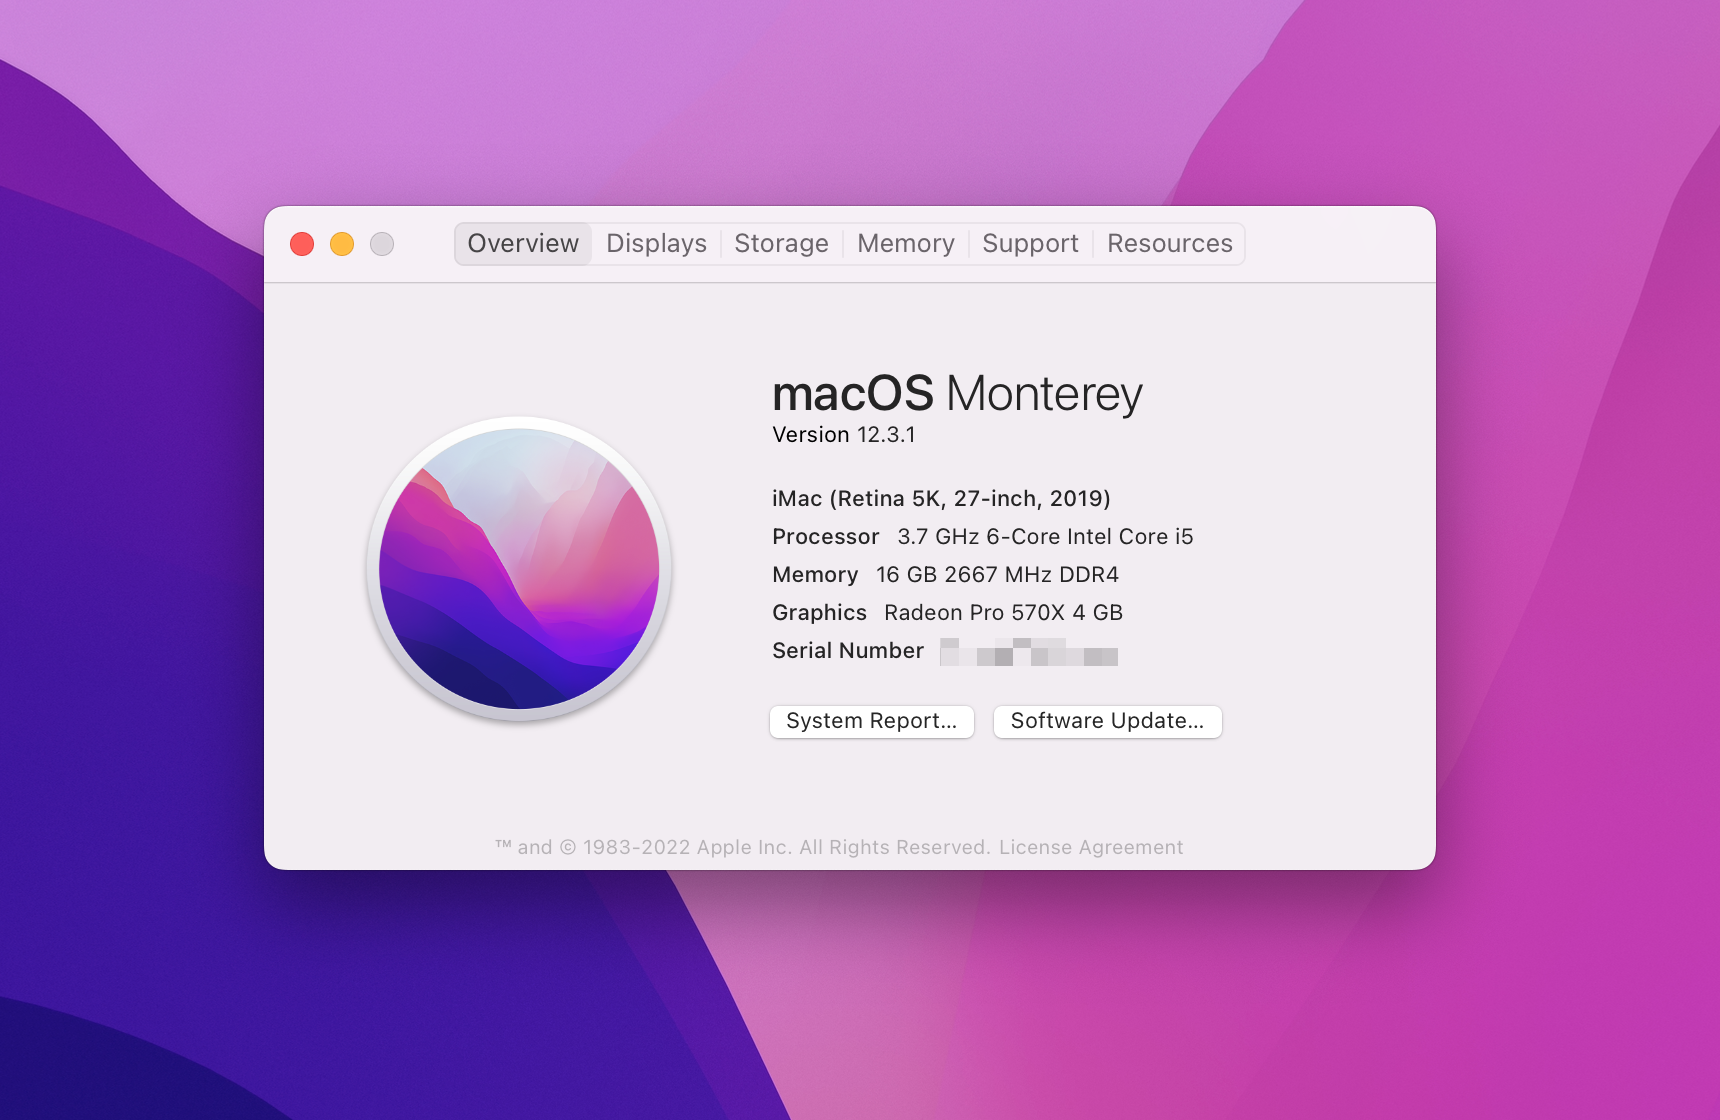 Overview Displays Storage Memory Support Resources
macOS Monterey
Version 12.3.1
iMac (Retina 5K, 27-inch, 2019)
Processor 3.7 GHz 6-Core Intel Core i5
Memory 16 GB 2667 MHz DDR4
Graphics Radeon Pro 570X 4 GB
Serial Number
System Report... Software Update...
™ and © 1983-2022 Apple Inc. All Rights Reserved. License Agreement